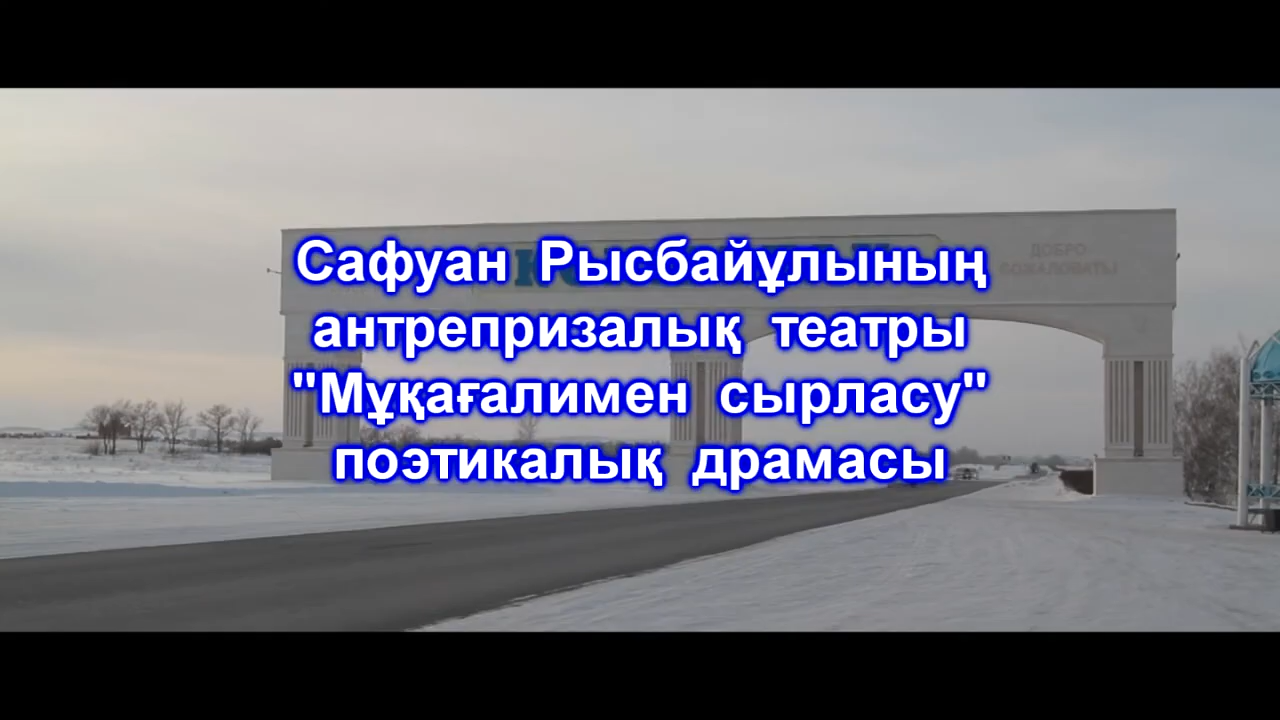 Сафуан Рысбайұлының
антрепризалық театры
"Мұқағалимен сырласу"
поэтикалық драмасы
ДОБРО
ПОЖАЛОВАТЬ!